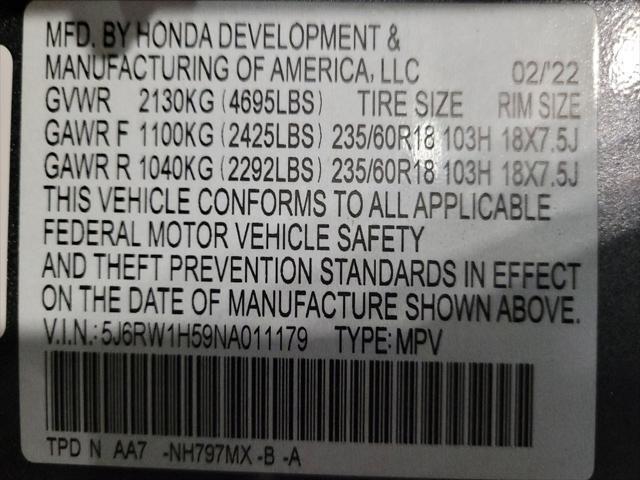 MFD. BY HONDA DEVELOPMENT &
MANUFACTURING OF AMERICA, LLC 02/'22
GVWR 2130KG (4695LBS) TIRE SIZE RIM SIZE
GAWR F 1100KG (2425LBS) 235/60R18 103H 18X7.5J
GAWR R 1040KG (2292LBS) 235/60R18 103H 18X7.5J
THIS VEHICLE CONFORMS TO ALL APPLICABLE
FEDERAL MOTOR VEHICLE SAFETY
AND THEFT PREVENTION STANDARDS IN EFFECT
ON THE DATE OF MANUFACTURE SHOWN ABOVE.
V.I.N.: 5J6RW1H59NA011179 TYPE: MPV
TPD N AA7 -NH797MX -B -A